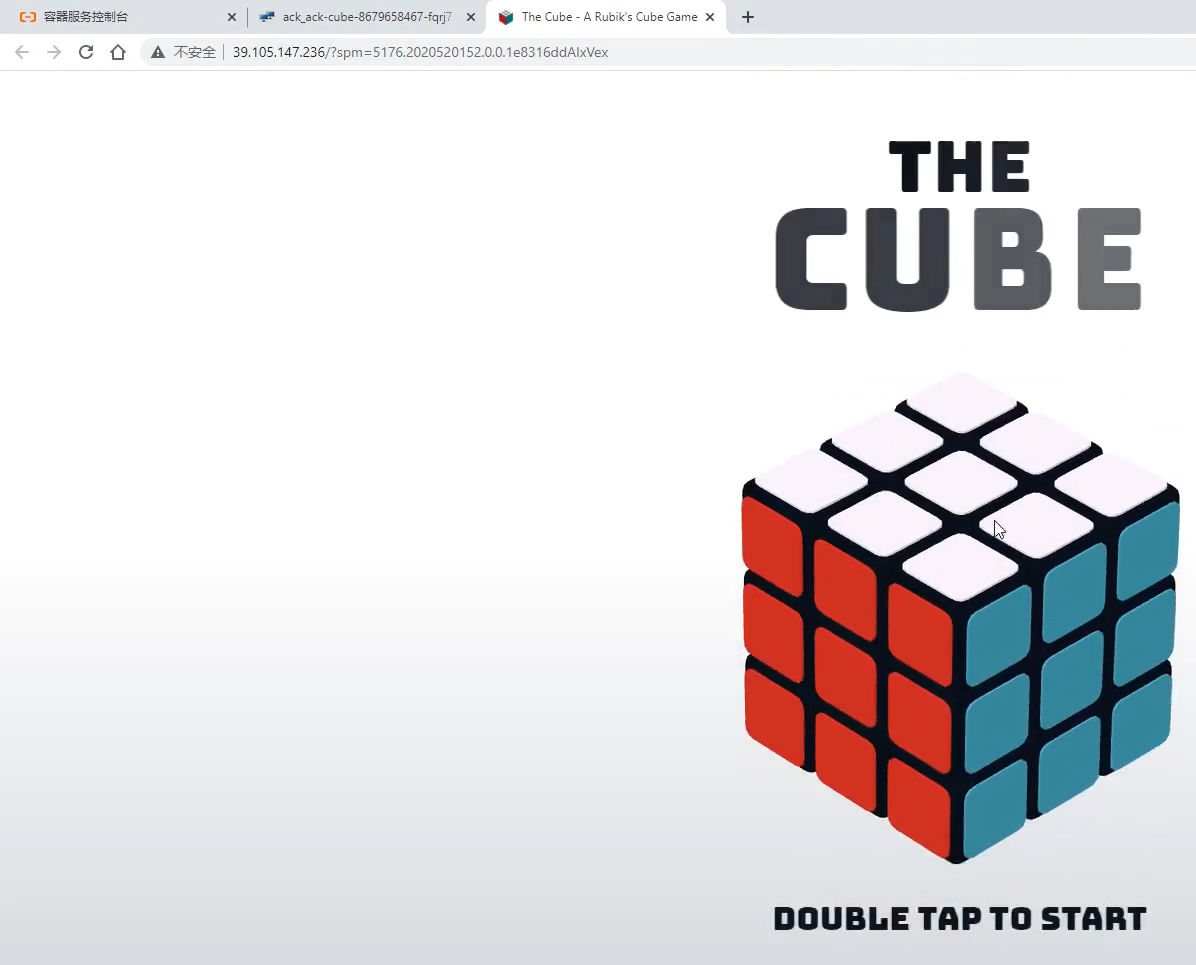 容器服务控制台
ack_ack-cube-8679658467-fqrj7
The Cube - A Rubik's Cube Game
不安全
39.105.147.236/?spm=5176.2020520152.0.0.1e8316ddAlxVex
THE
CUBE
DOUBLE TAP TO START